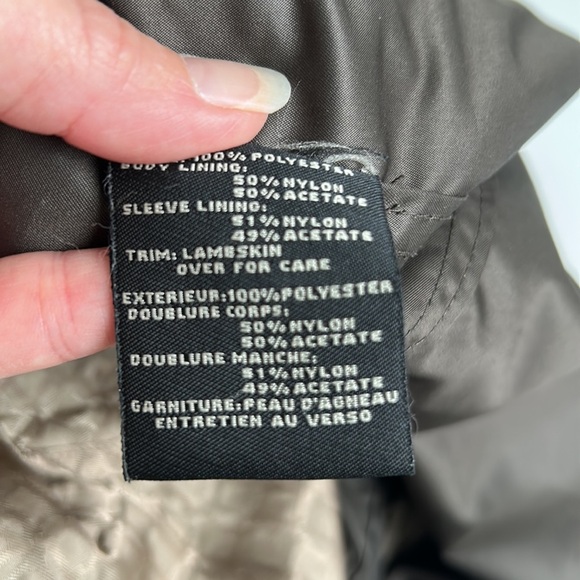 100% POLYESTER
BODY LINING:
50% NYLON
50% ACETATE
SLEEVE LINING:
51% NYLON
49% ACETATE
TRIM: LAMBSKIN
OVER FOR CARE
EXTERIEUR:100%POLYESTER
DOUBLURE CORPS:
50% NYLON
50% ACETATE
DOUBLURE MANCHE:
51% NYLON
49% ACETATE
GARNITURE:PEAU D'AGNEAU
ENTRETIEN AU VERSO